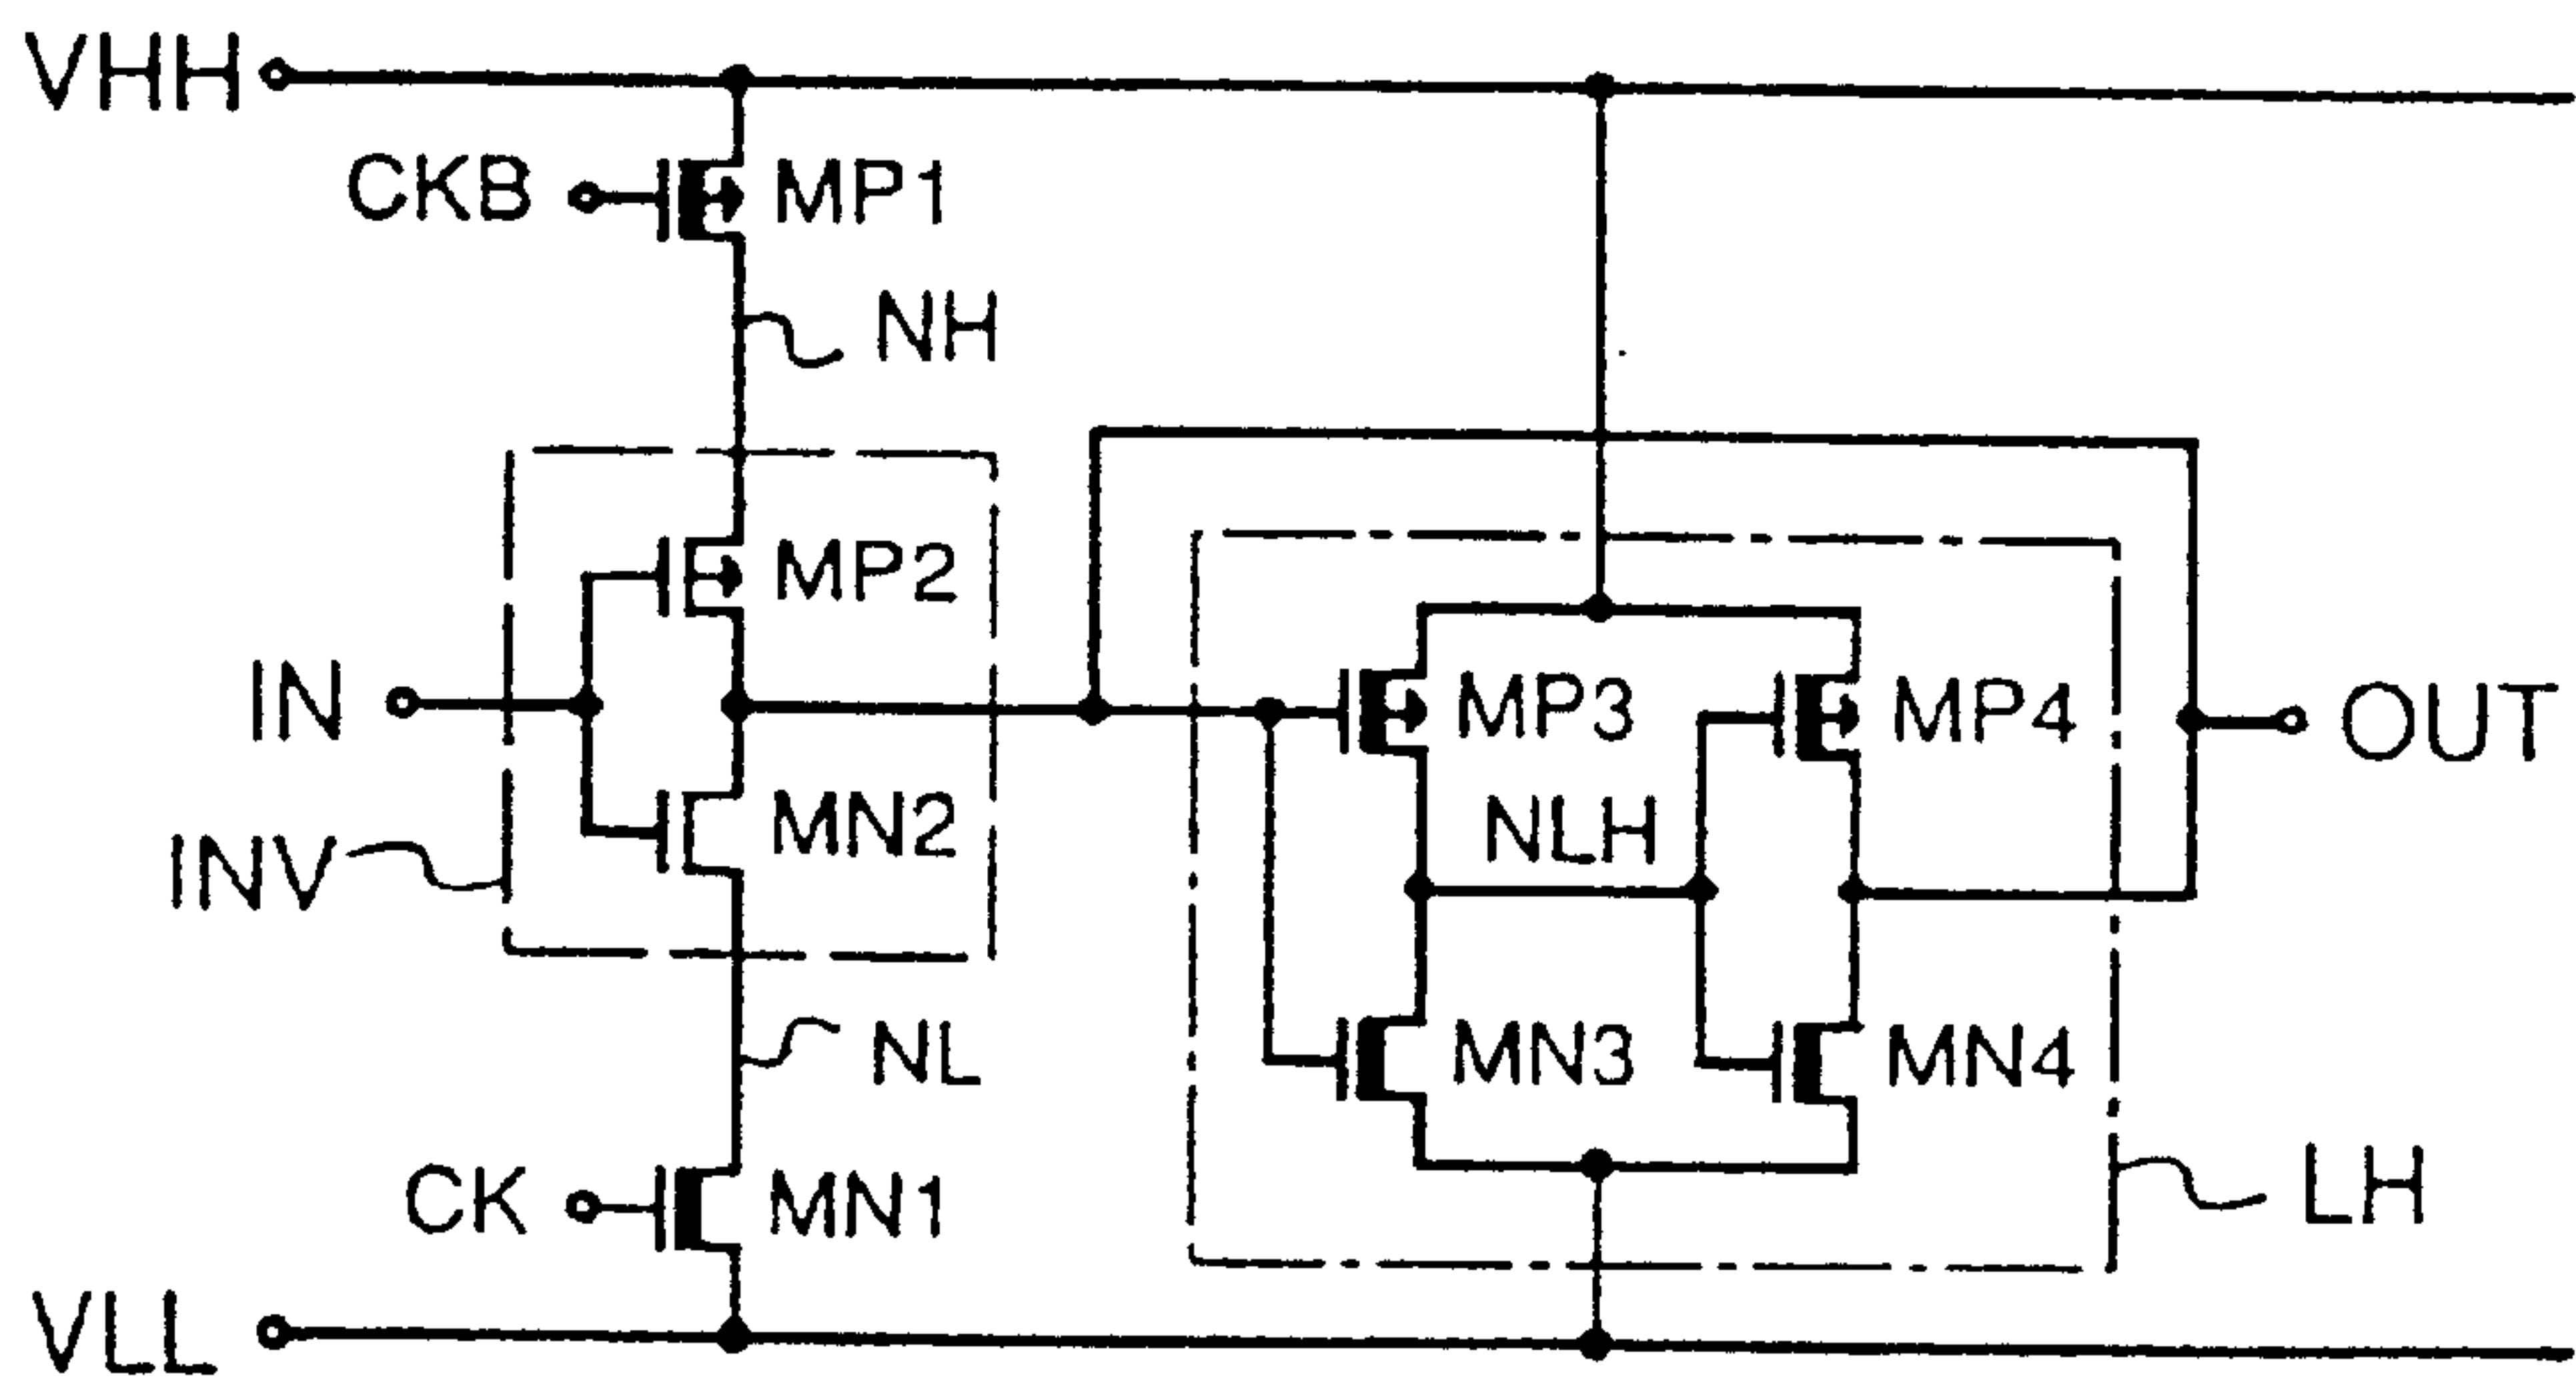 VHH
CKB
MP1
NH
MP2
IN
MP3
MP4
OUT
NLH
MN2
INV
NL
MN3
MN4
CK
MN1
LH
VLL